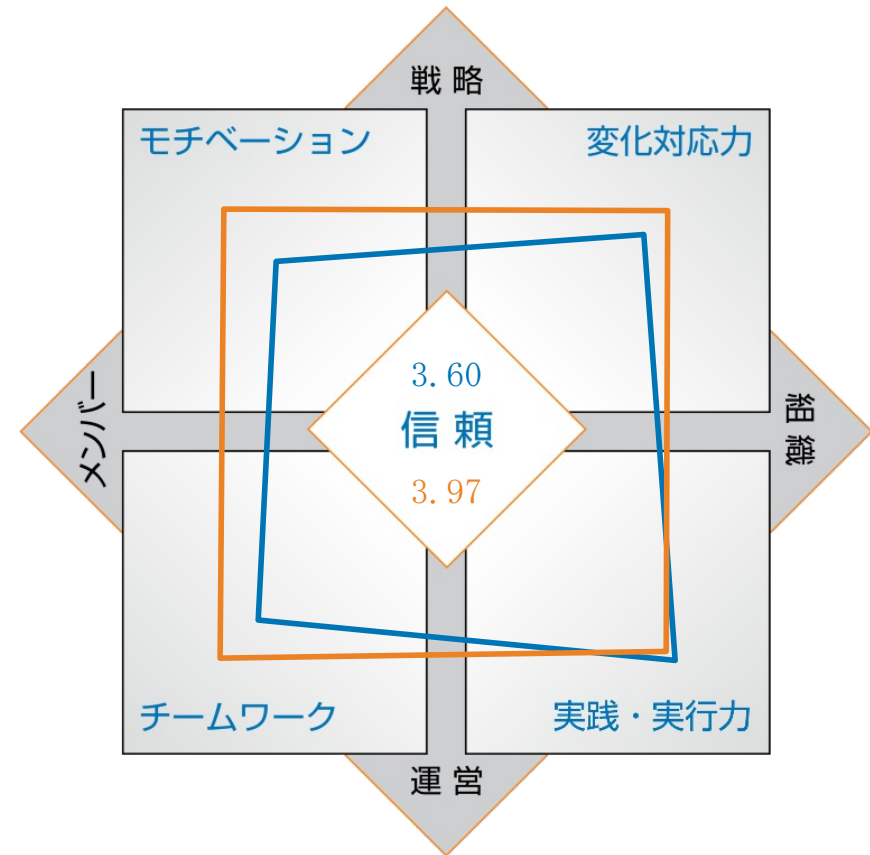 戦略
モチベーション
変化対応力
3.60
メンバー
信頼
組織
3.97
チームワーク
実践・実行力
運営